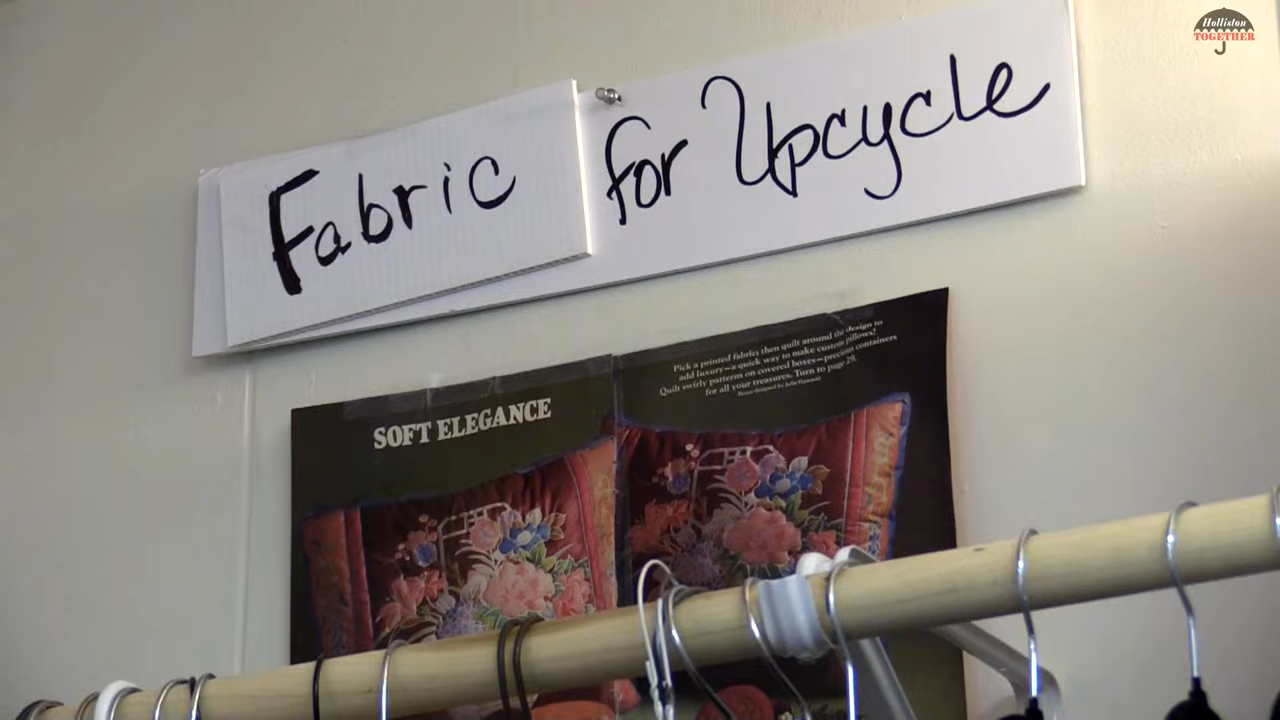 Holliston
TOGETHER
Fabric for Upcycle
SOFT ELEGANCE
Pick a printed fabric; then quilt around the design to
add luxury—a quick way to make custom pillows!
Quilt swirly patterns on covered boxes—precious containers
for all your treasures. Turn to page 29.